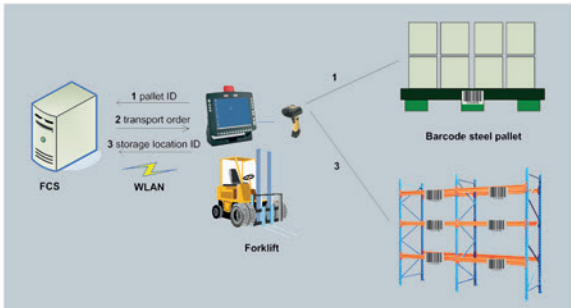 1 pallet ID
2 transport order
3 storage location ID
FCS
WLAN
Forklift
1
3
Barcode steel pallet